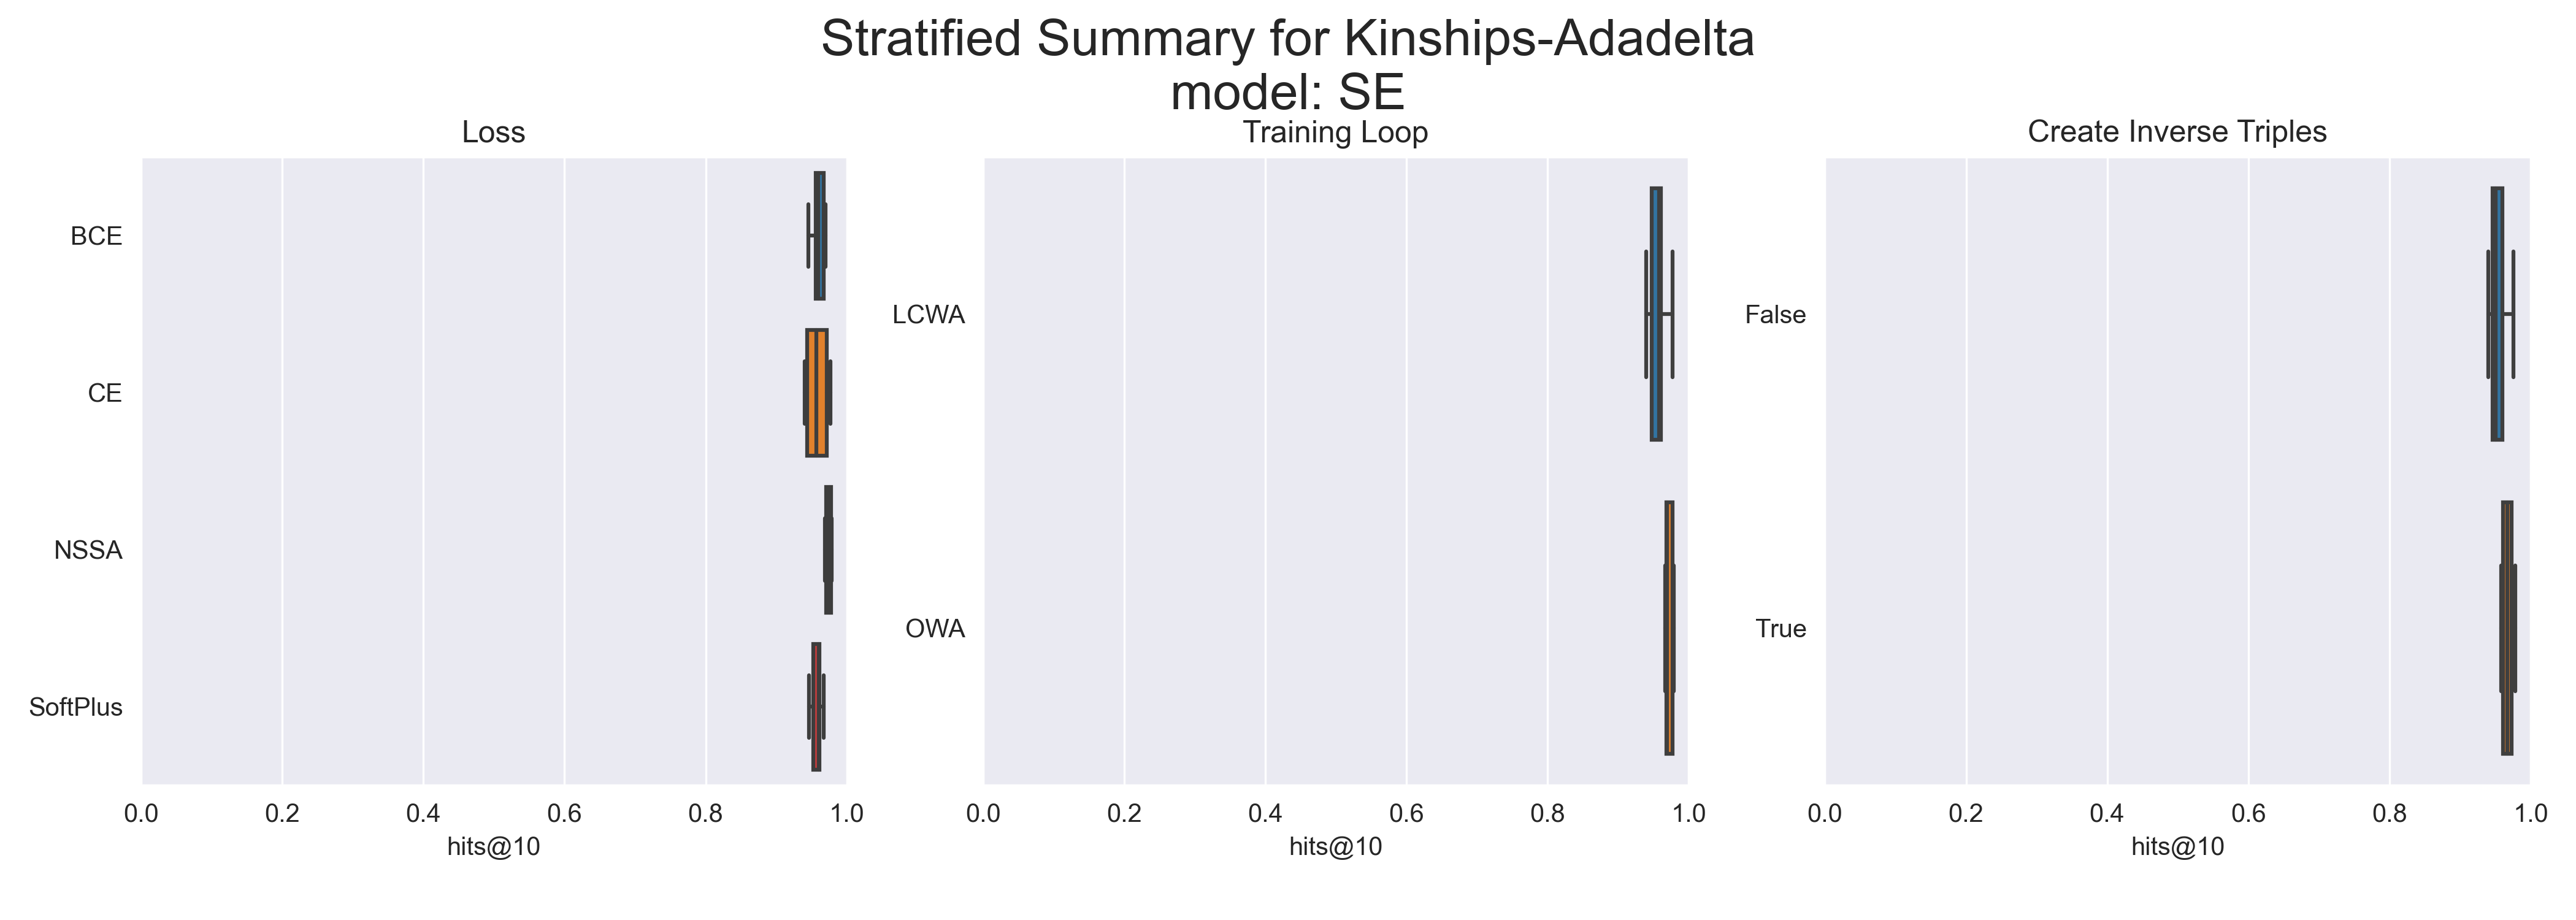 Stratified Summary for Kinships-Adadelta
model: SE
Loss
BCE
CE
NSSA
SoftPlus
0.0 0.2 0.4 0.6 0.8 1.0
hits@10
Training Loop
LCWA
OWA
0.0 0.2 0.4 0.6 0.8 1.0
hits@10
Create Inverse Triples
False
True
0.0 0.2 0.4 0.6 0.8 1.0
hits@10